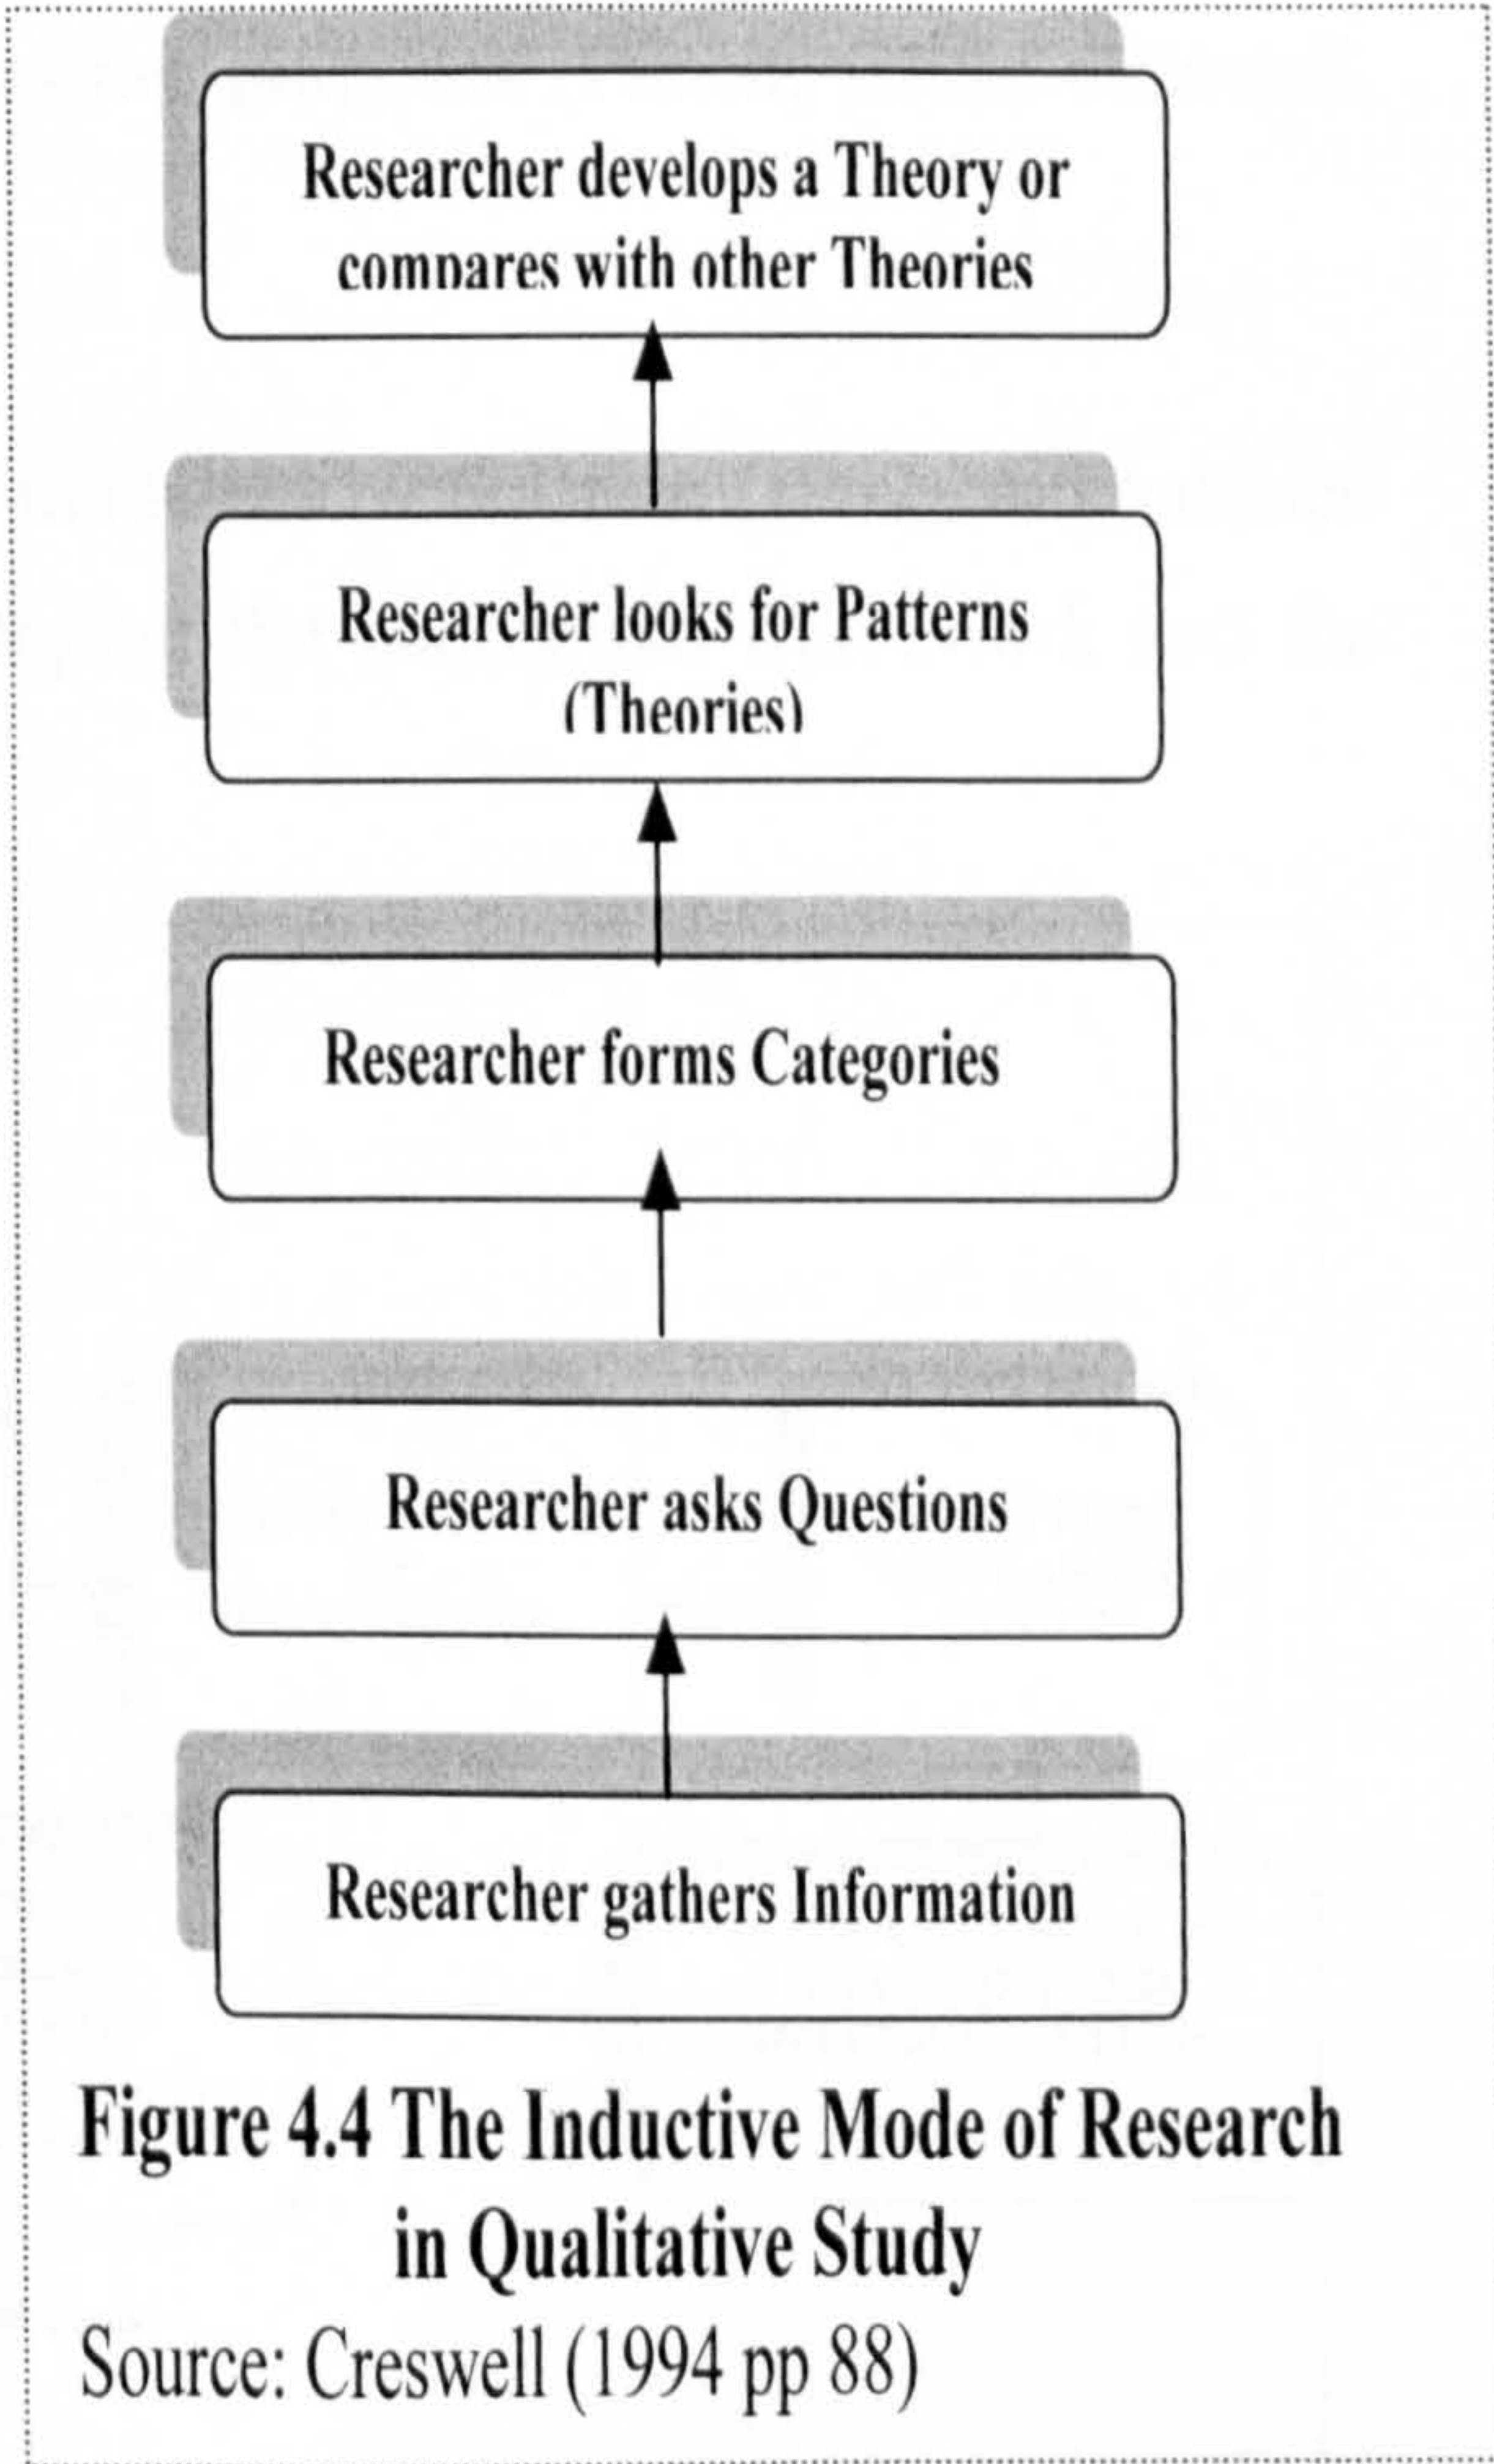 Researcher develops a Theory or
compares with other Theories
Researcher looks for Patterns
(Theories)
Researcher forms Categories
Researcher asks Questions
Researcher gathers Information
Figure 4.4 The Inductive Mode of Research
in Qualitative Study
Source: Creswell (1994 pp 88)